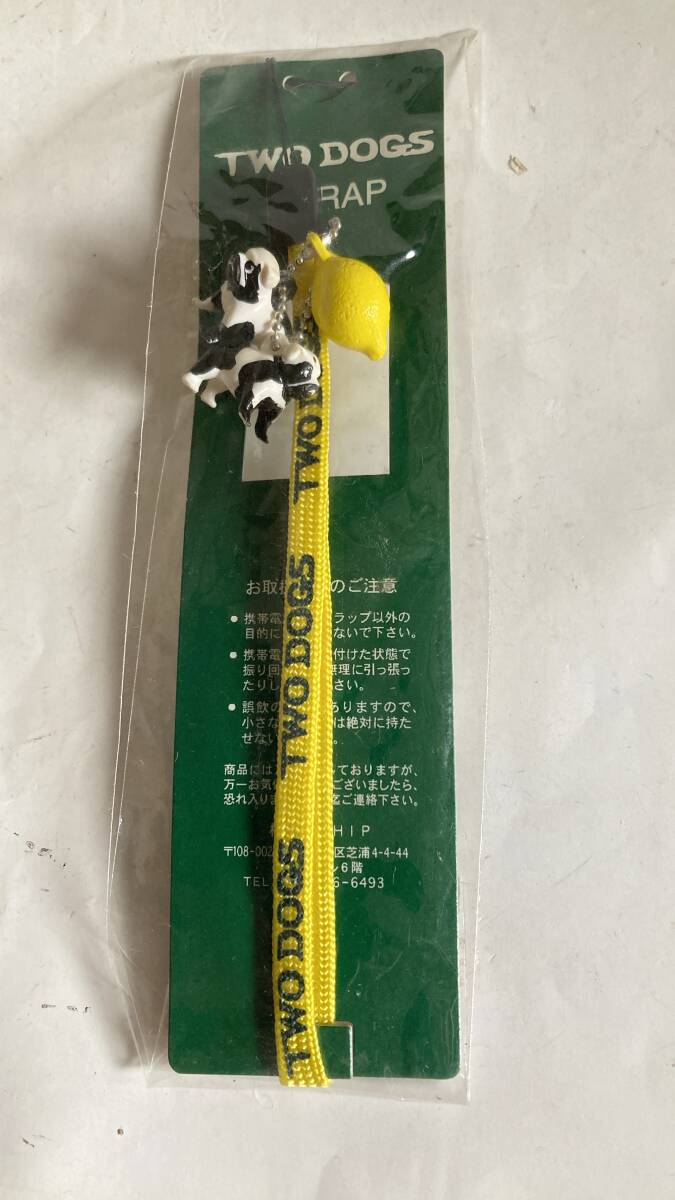 TWO DOGS
RAP
TWO D
TWO DOGS
TWO DOGS
お取扱 のご注意
● 携帯電 ラップ以外の
目的に ないで下さい。
● 携帯電 付けた状態で
振り回 無理に引っ張っ
たりし さい。
● 誤飲の ありますので、
小さな は絶対に持た
せない
商品には ておりますが、
万一お気 ございましたら、
恐れ入りま ご連絡下さい。
HIP
〒108-002 区芝浦4-4-44
6階
TEL 6-6493